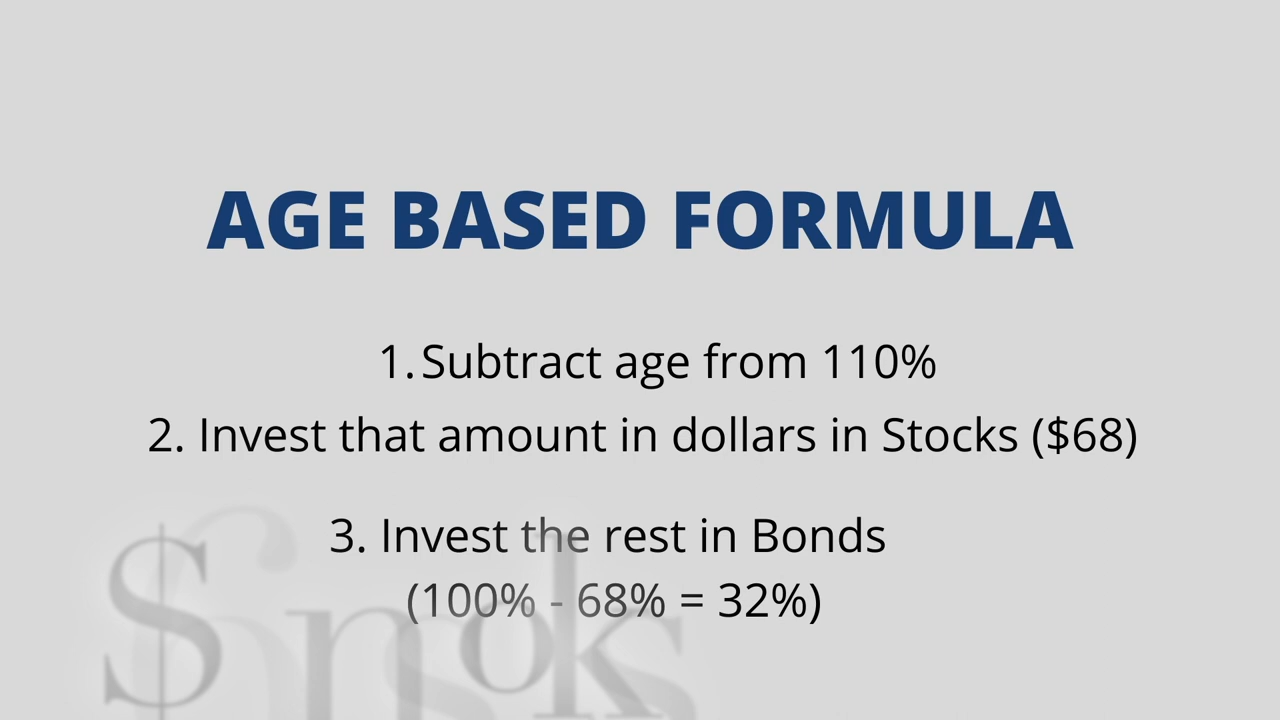 AGE BASED FORMULA
1. Subtract age from 110%
2. Invest that amount in dollars in Stocks ($68)
3. Invest the rest in Bonds
(100% - 68% = 32%)